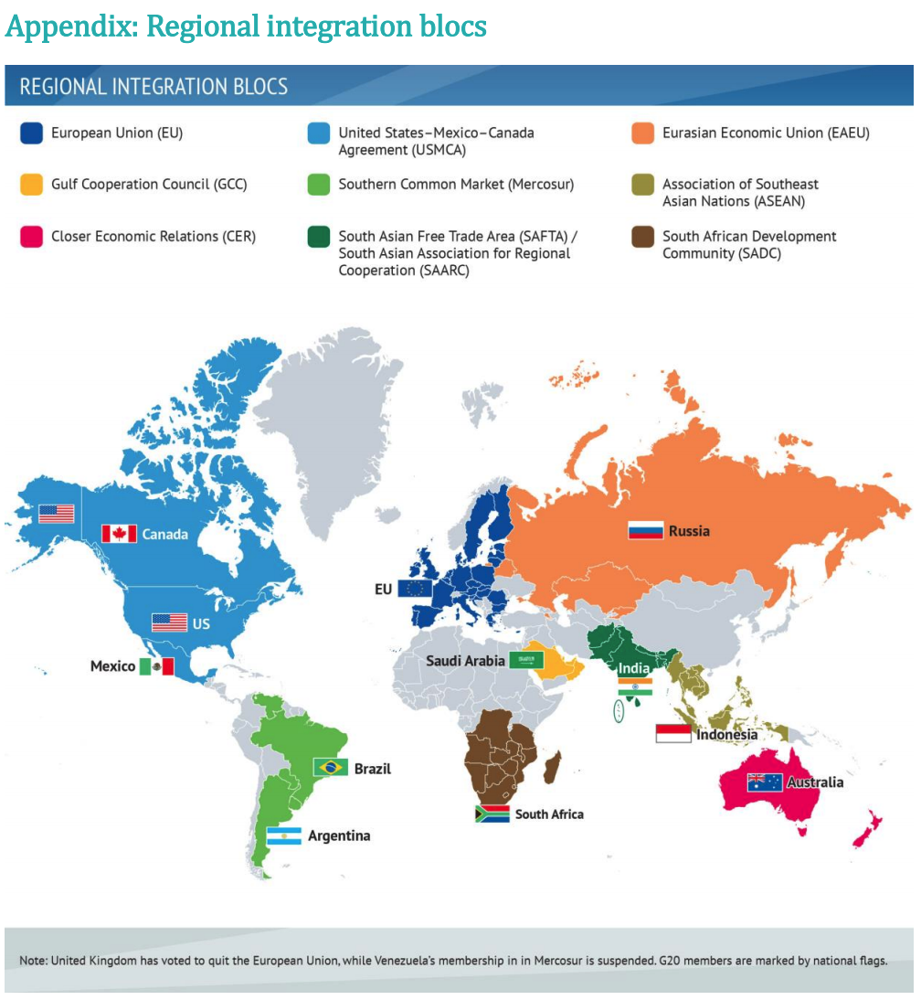 Appendix: Regional integration blocs
REGIONAL INTEGRATION BLOCS
European Union (EU)
United States–Mexico–Canada
Agreement (USMCA)
Eurasian Economic Union (EAEU)
Gulf Cooperation Council (GCC)
Southern Common Market (Mercosur)
Association of Southeast
Asian Nations (ASEAN)
Closer Economic Relations (CER)
South Asian Free Trade Area (SAFTA) /
South Asian Association for Regional
Cooperation (SAARC)
South African Development
Community (SADC)
Canada
Russia
EU
US
Mexico
Saudi Arabia
India
Indonesia
Brazil
Australia
South Africa
Argentina
Note: United Kingdom has voted to quit the European Union, while Venezuela’s membership in in Mercosur is suspended. G20 members are marked by national flags.